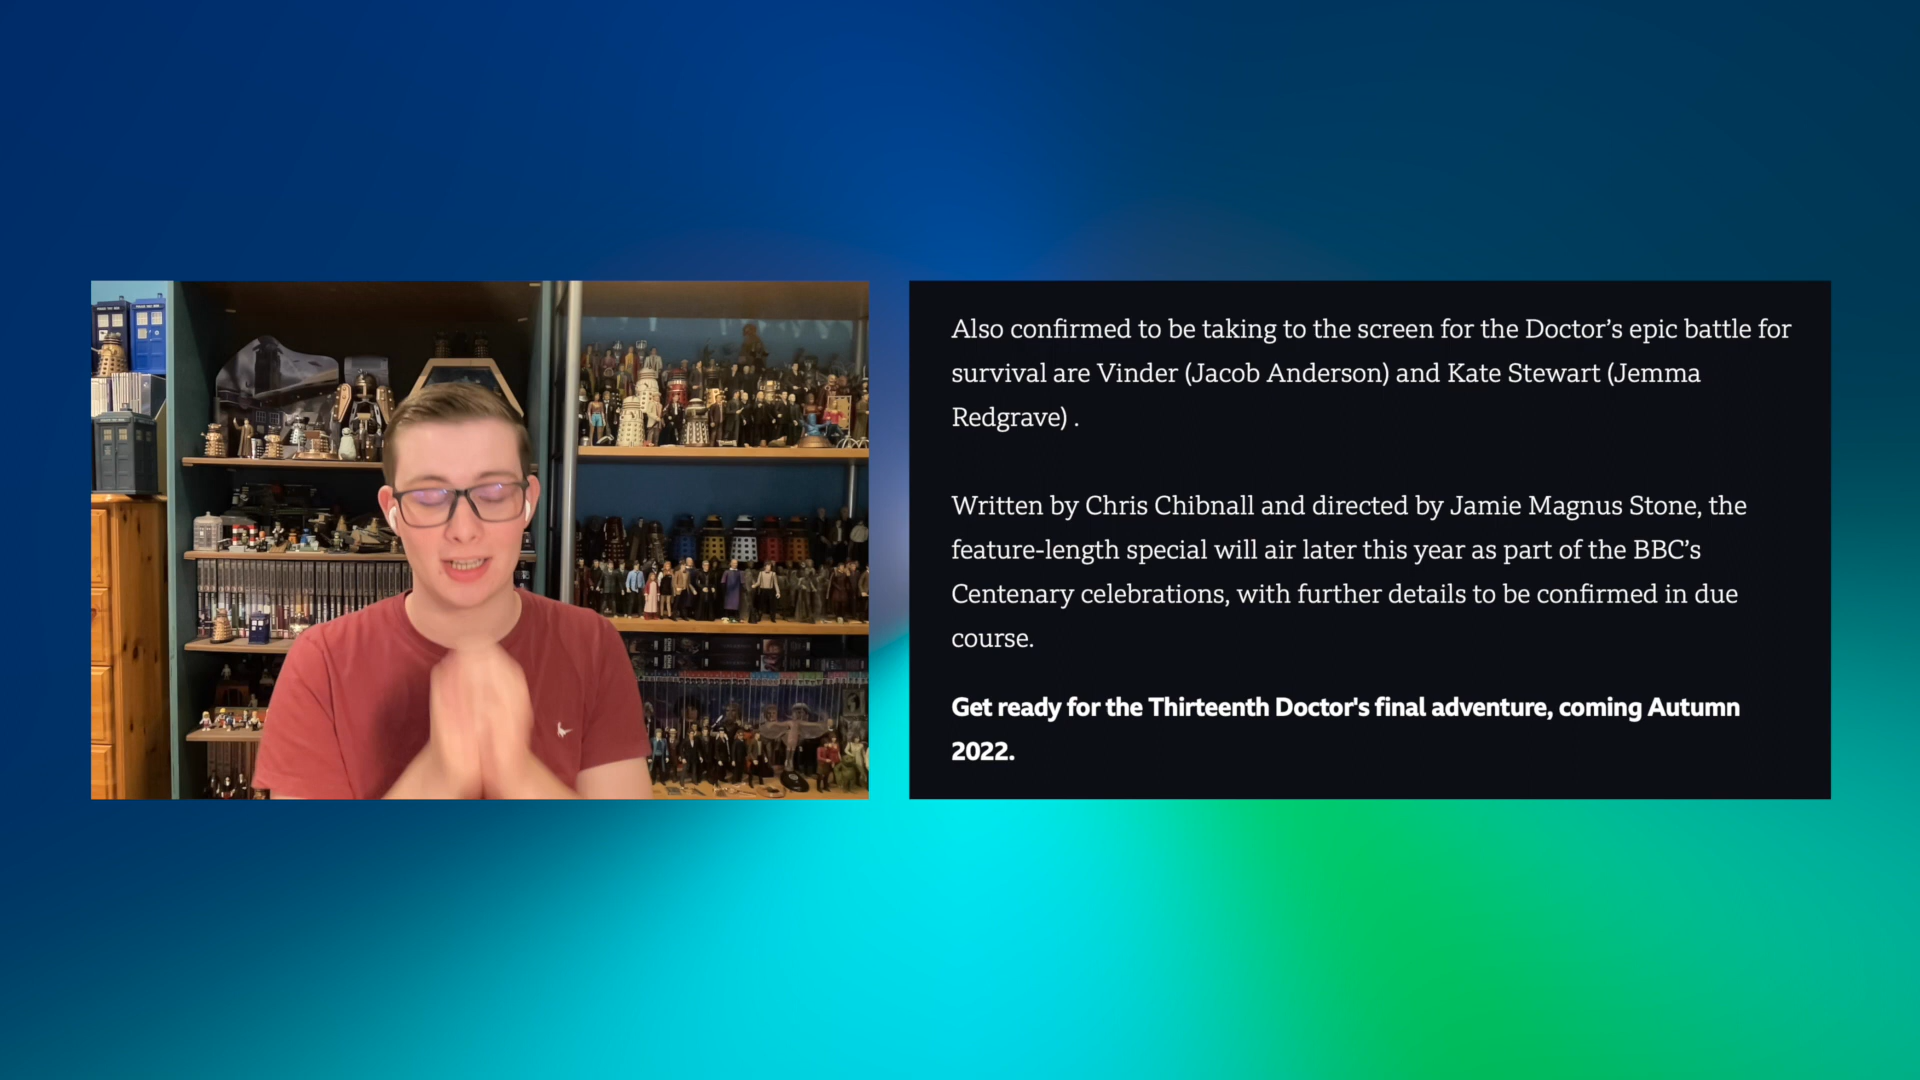 Also confirmed to be taking to the screen for the Doctor’s epic battle for
survival are Vinder (Jacob Anderson) and Kate Stewart (Jemma
Redgrave) .
Written by Chris Chibnall and directed by Jamie Magnus Stone, the
feature-length special will air later this year as part of the BBC’s
Centenary celebrations, with further details to be confirmed in due
course.
Get ready for the Thirteenth Doctor's final adventure, coming Autumn
2022.